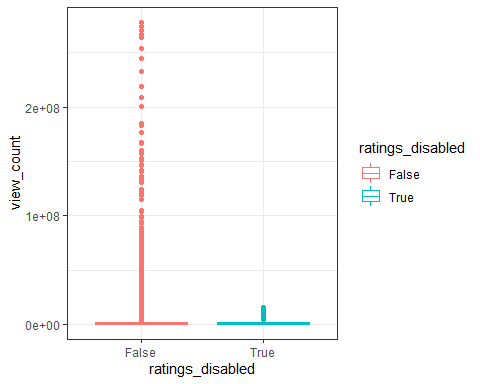 view_count
2e+08
1e+08
0e+00
False
True
ratings_disabled
ratings_disabled
False
True